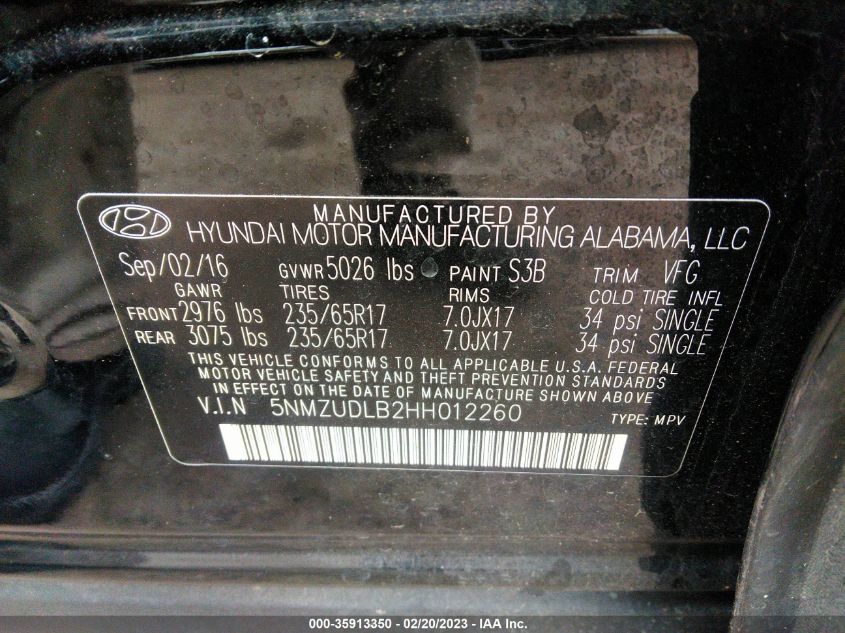 MANUFACTURED BY
HYUNDAI MOTOR MANUFACTURING ALABAMA, LLC
Sep/02/16 GVWR 5026 lbs PAINT S3B TRIM VFG
GAWR TIRES RIMS COLD TIRE INFL
FRONT 2976 lbs 235/65R17 7.0JX17 34 psi SINGLE
REAR 3075 lbs 235/65R17 7.0JX17 34 psi SINGLE
THIS VEHICLE CONFORMS TO ALL APPLICABLE U.S.A. FEDERAL
MOTOR VEHICLE SAFETY AND THEFT PREVENTION STANDARDS
IN EFFECT ON THE DATE OF MANUFACTURE SHOWN ABOVE
V.I.N 5NMZUDLB2HH012260 TYPE: MPV
000-35913350 - 02/20/2023 - IAA Inc.